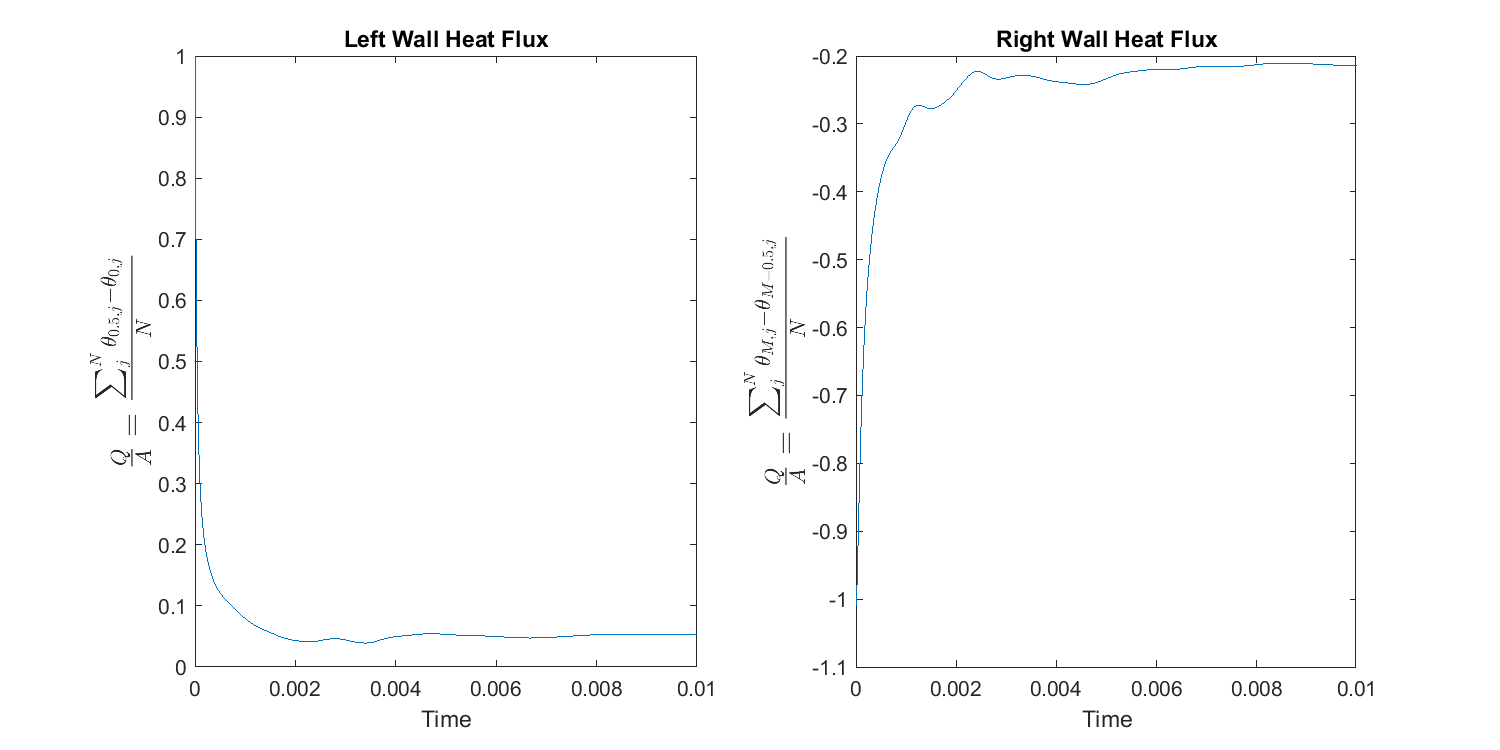 Left Wall Heat Flux
1
0.9
0.8
0.7
0.6
0.5
0.4
0.3
0.2
0.1
0
0 0.002 0.004 0.006 0.008 0.01
Time
Q/A = ∑_j^N θ_{0.5,j}−θ_{0,j} / N
Right Wall Heat Flux
-0.2
-0.3
-0.4
-0.5
-0.6
-0.7
-0.8
-0.9
-1
-1.1
0 0.002 0.004 0.006 0.008 0.01
Time
Q/A = ∑_j^N θ_{M,j}−θ_{M−0.5,j} / N